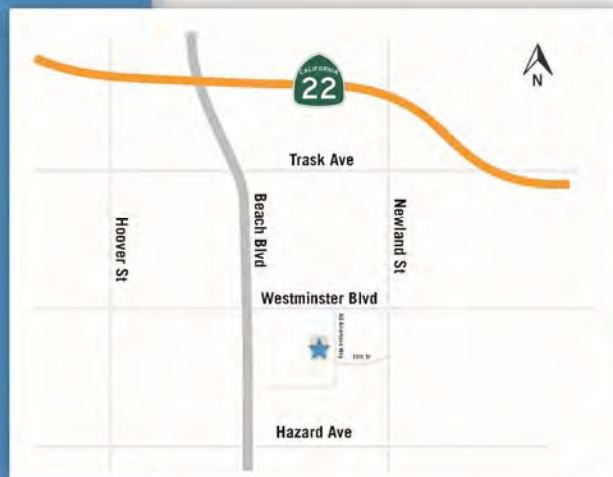 CALIFORNIA
22
N
Trask Ave
Hoover St
Beach Blvd
Newland St
Westminster Blvd
Hazard Ave